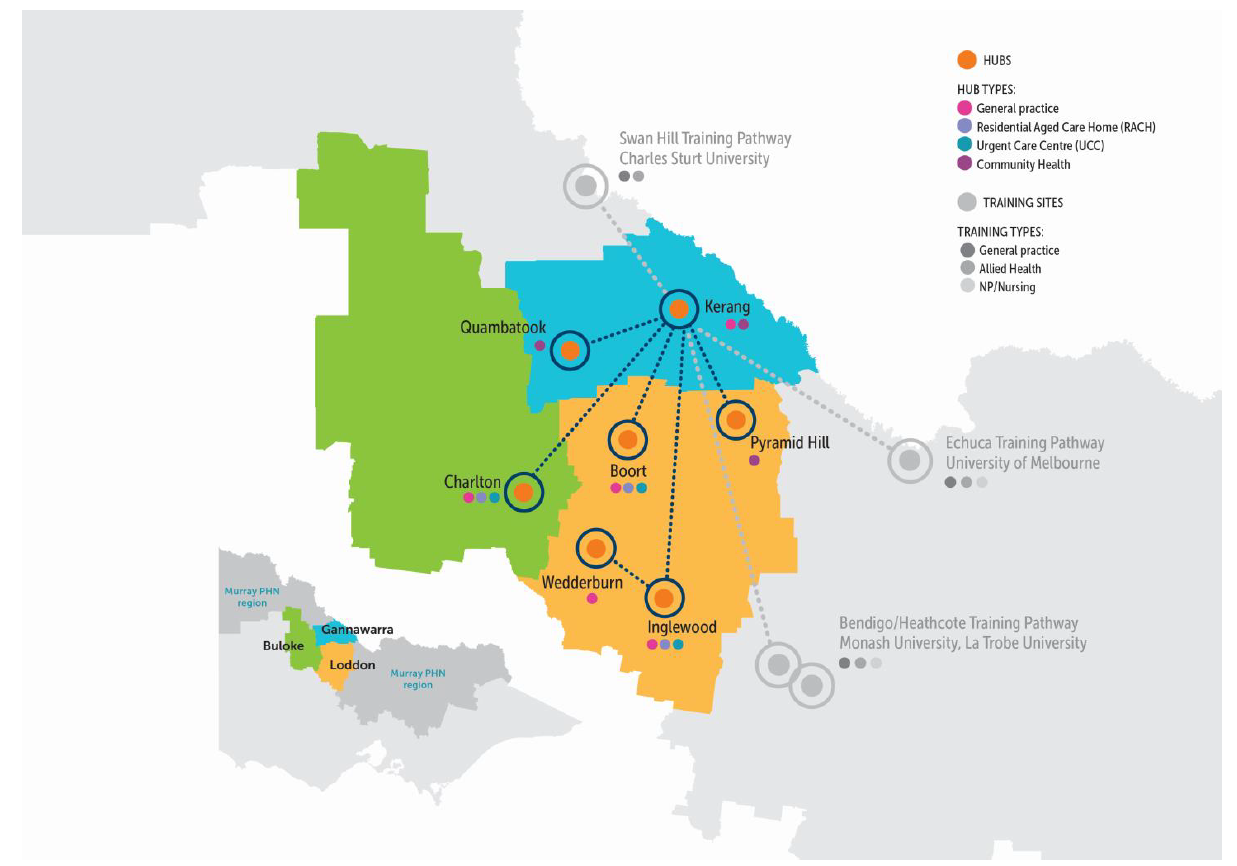 HUBS
HUB TYPES:
General practice
Residential Aged Care Home (RACH)
Urgent Care Centre (UCC)
Community Health
TRAINING SITES
TRAINING TYPES:
General practice
Allied Health
NP/Nursing
Swan Hill Training Pathway
Charles Sturt University
Kerang
Quambatook
Pyramid Hill
Boort
Charlton
Echuca Training Pathway
University of Melbourne
Wedderburn
Inglewood
Bendigo/Heathcote Training Pathway
Monash University, La Trobe University
Murray PHN
region
Gannawarra
Buloke
Loddon
Murray PHN
region